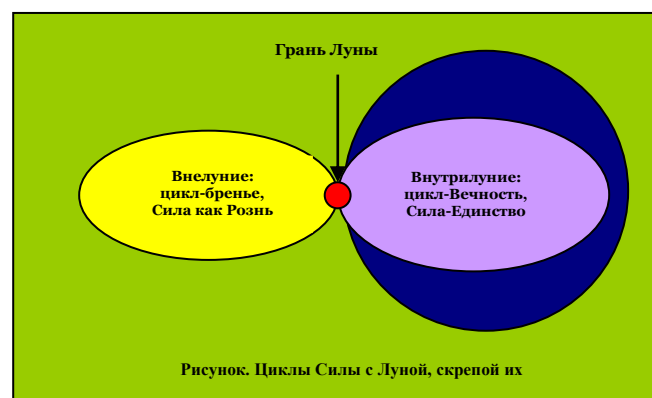 Грань Луны
Внелуние:
цикл-бренье,
Сила как Рознь
Внутрилуние:
цикл-Вечность,
Сила-Единство
Рисунок. Циклы Силы с Луной, скрепой их